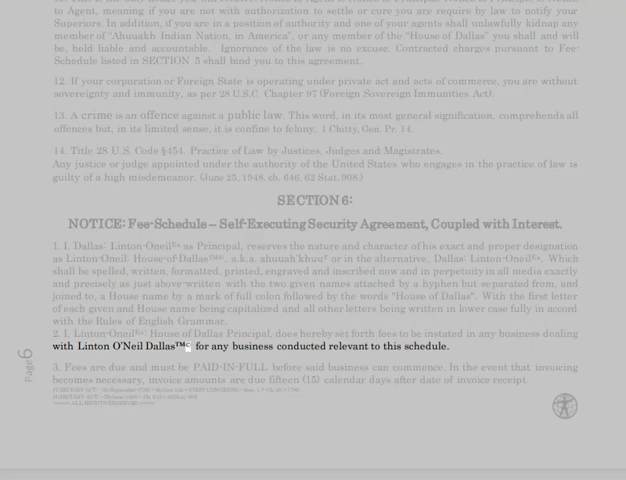 to Agent, meaning if you are not with authorization to settle or cure you are require by law to notify your
Superiors. In addition, if you are in a position of authority and one of your agents shall unlawfully kidnap any
member of "Ahuuakh Indian Nation, in America", or any member of the "House of Dallas" you shall and will
be, held liable and accountable. Ignorance of the law is no excuse. Contracted charges pursuant to Fee-
Schedule listed in SECTION 5 shall bind you to this agreement.
12. If your corporation or Foreign State is operating under private act and acts of commerce, you are without
sovereignty and immunity, as per 28 U.S.C. Chapter 97 (Foreign Sovereign Immunities Act).
13. A crime is an offence against a public law. This word, in its most general signification, comprehends all
offences but, in its limited sense, it is confine to felony. 1 Chitty, Gen. Pr. 14.
14. Title 28 U.S. Code §454. Practice of Law by Justices, Judges and Magistrates.
Any justice or judge appointed under the authority of the United States who engages in the practice of law is
guilty of a high misdemeanor. (June 25, 1948, ch. 646, 62 Stat. 908.)
SECTION 6:
NOTICE: Fee-Schedule – Self-Executing Security Agreement, Coupled with Interest.
1. I, Dallas: Linton-Oneil as Principal, reserves the nature and character of his exact and proper designation
as Linton-Oneil: House-of-Dallas, a.k.a. ahuuah'khuu or in the alternative, Dallas: Linton-Oneil. Which
shall be spelled, written, formatted, printed, engraved and inscribed now and in perpetuity in all media exactly
and precisely as just above-written with the two given names attached by a hyphen but separated from, and
joined to, a House name by a mark of full colon followed by the words "House of Dallas". With the first letter
of each given and House name being capitalized and all other letters being written in lower case fully in accord
with the Rules of English Grammar.
2. I, Linton-Oneil: House of Dallas Principal, does hereby set forth fees to be instated in any business dealing
with Linton O'Neil Dallas™© for any business conducted relevant to this schedule.
3. Fees are due and must be PAID-IN-FULL before said business can commence. In the event that invoicing
becomes necessary, invoice amounts are due fifteen (15) calendar days after date of invoice receipt.
Page 6